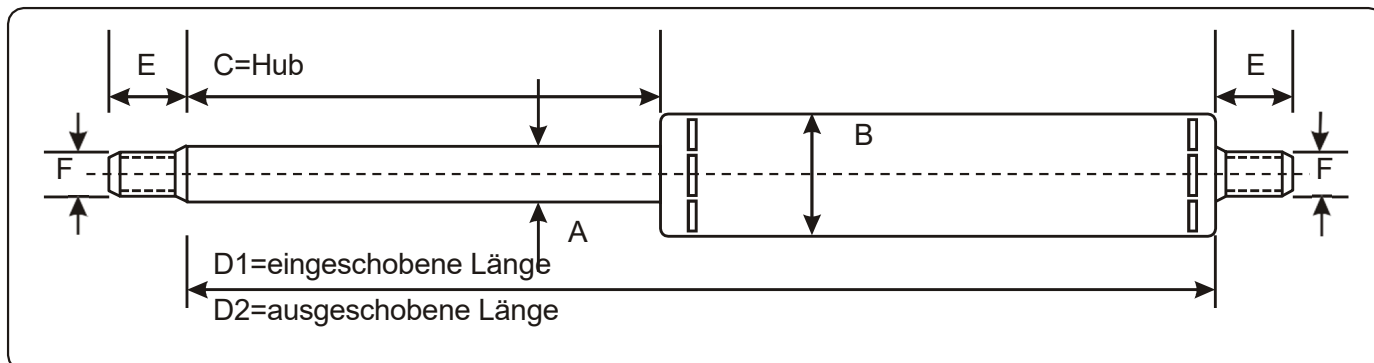 E
C=Hub
E
B
F
F
A
D1=eingeschobene Länge
D2=ausgeschobene Länge